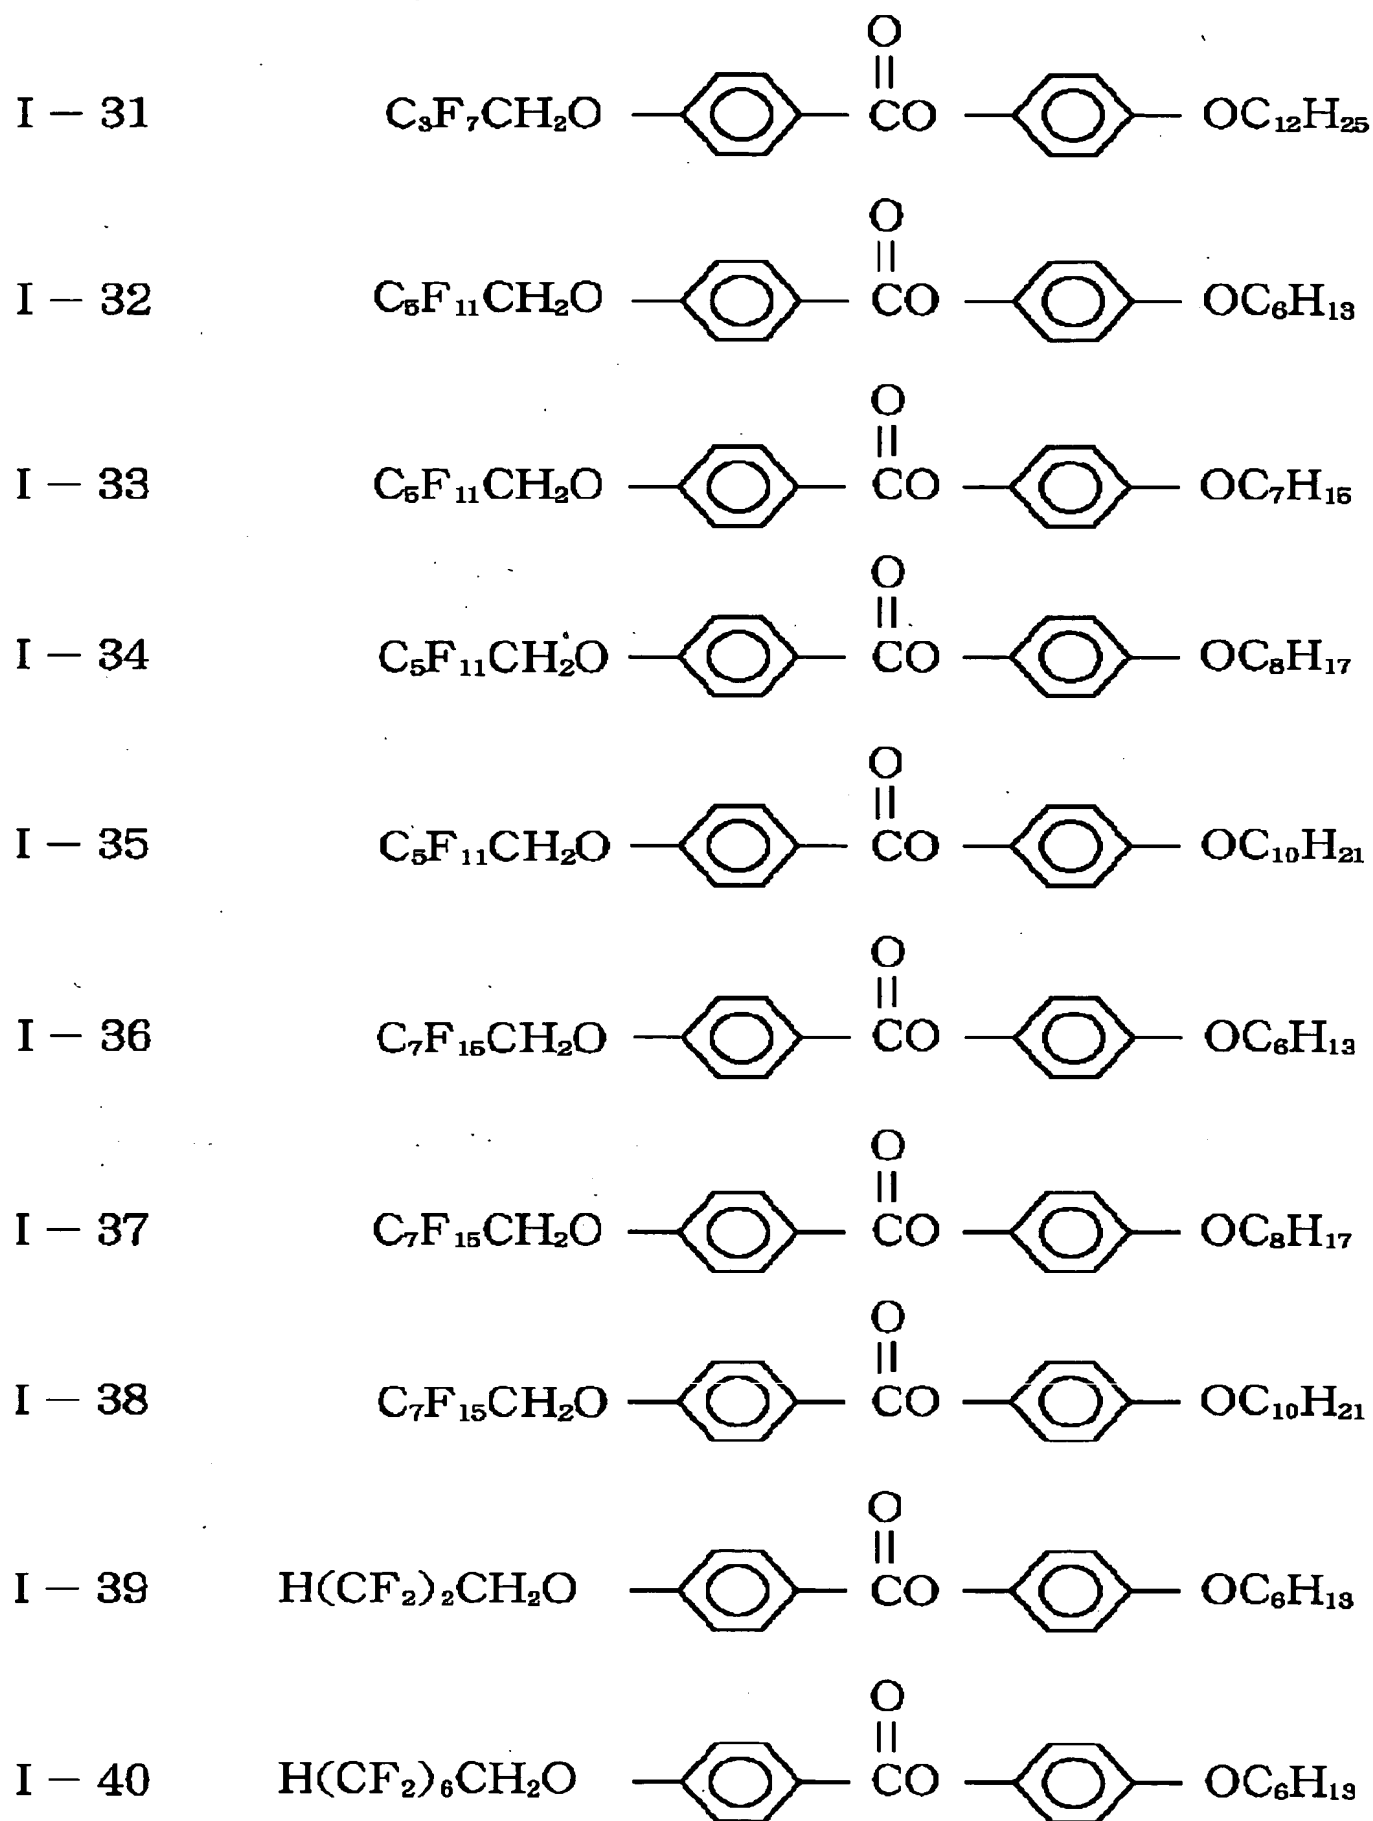 O
I – 31 C₃F₇CH₂O CO OC₁₂H₂₅
O
I – 32 C₅F₁₁CH₂O CO OC₆H₁₃
O
I – 33 C₅F₁₁CH₂O CO OC₇H₁₅
O
I – 34 C₅F₁₁CH₂O CO OC₈H₁₇
O
I – 35 C₅F₁₁CH₂O CO OC₁₀H₂₁
O
I – 36 C₇F₁₅CH₂O CO OC₆H₁₃
O
I – 37 C₇F₁₅CH₂O CO OC₈H₁₇
O
I – 38 C₇F₁₅CH₂O CO OC₁₀H₂₁
O
I – 39 H(CF₂)₂CH₂O CO OC₆H₁₃
O
I – 40 H(CF₂)₆CH₂O CO OC₆H₁₃